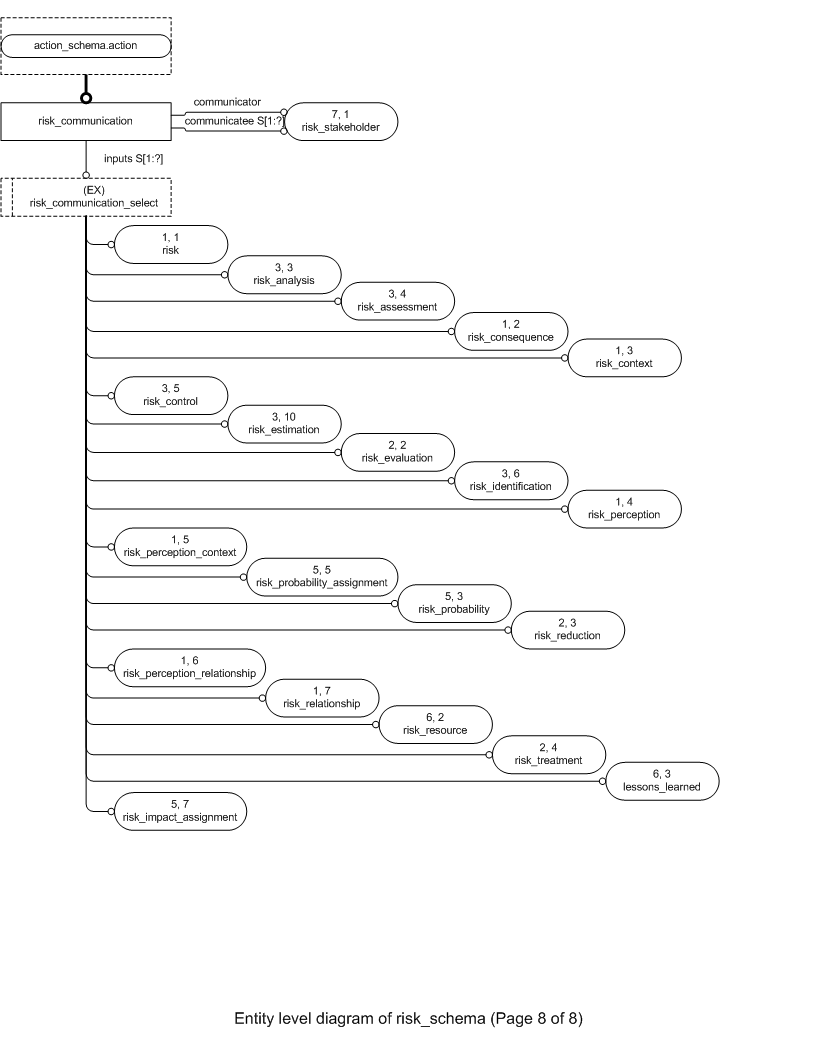 action_schema.action
risk_communication
communicator
communicatee S[1:?]
7, 1
risk_stakeholder
inputs S[1:?]
(EX)
risk_communication_select
1, 1
risk
3, 3
risk_analysis
3, 4
risk_assessment
1, 2
risk_consequence
1, 3
risk_context
3, 5
risk_control
3, 10
risk_estimation
2, 2
risk_evaluation
3, 6
risk_identification
1, 4
risk_perception
1, 5
risk_perception_context
5, 5
risk_probability_assignment
5, 3
risk_probability
2, 3
risk_reduction
1, 6
risk_perception_relationship
1, 7
risk_relationship
6, 2
risk_resource
2, 4
risk_treatment
6, 3
lessons_learned
5, 7
risk_impact_assignment
Entity level diagram of risk_schema (Page 8 of 8)